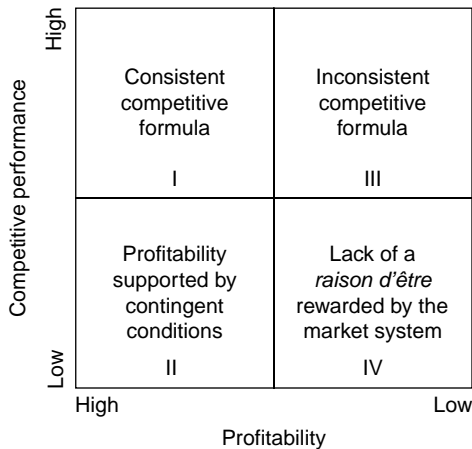 Competitive performance
High
Low
Consistent
competitive
formula
I
Inconsistent
competitive
formula
III
Profitability
supported by
contingent
conditions
II
Lack of a
raison d’être
rewarded by the
market system
IV
High
Low
Profitability